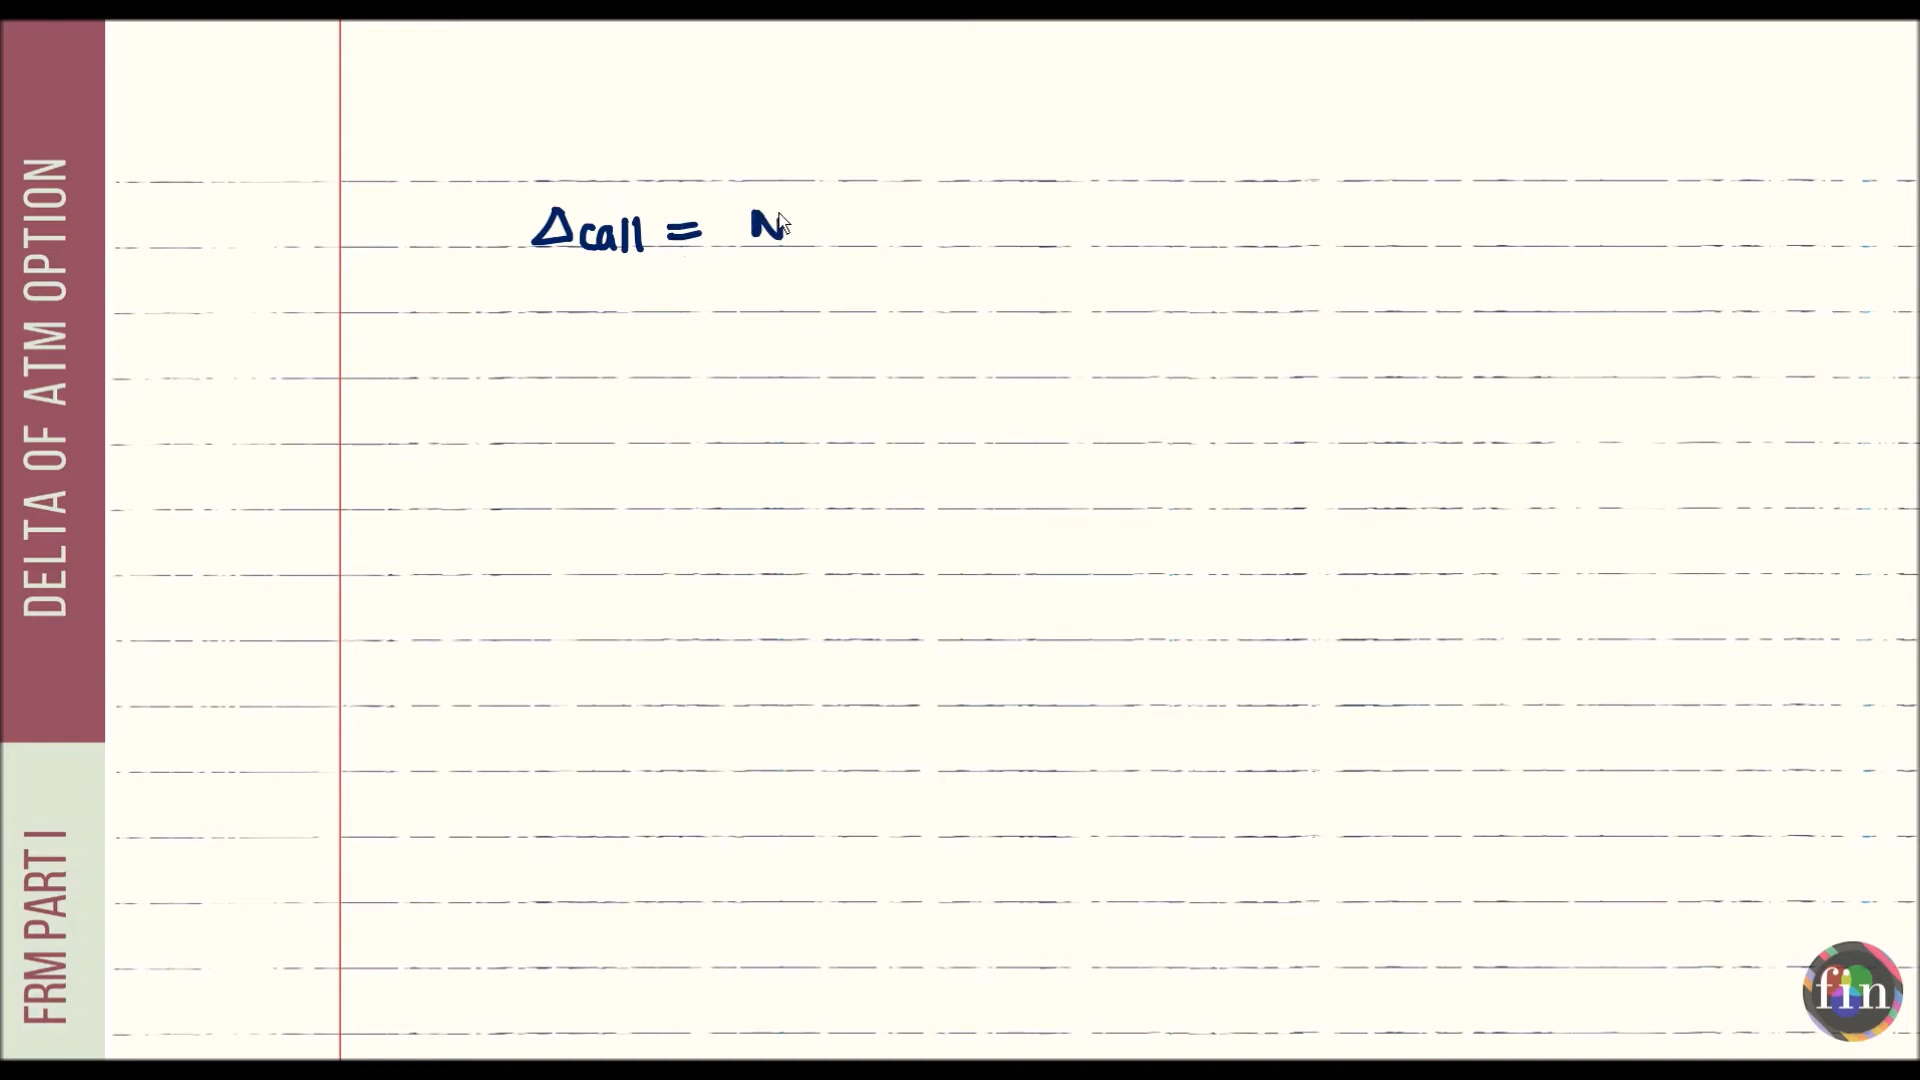 DELTA OF ATM OPTION
FRM PART I
Δcall = N
fin